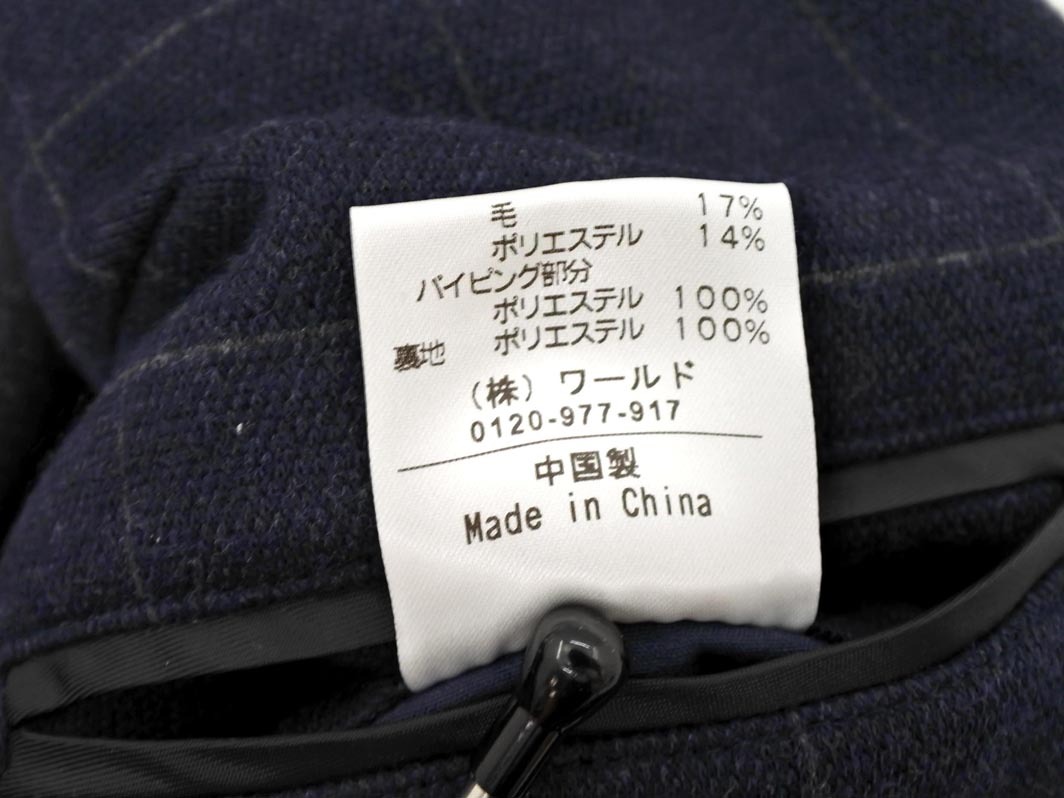 毛 17%
ポリエステル 14%
パイピング部分
ポリエステル 100%
裏地 ポリエステル 100%
(株) ワールド
0120-977-917
中国製
Made in China